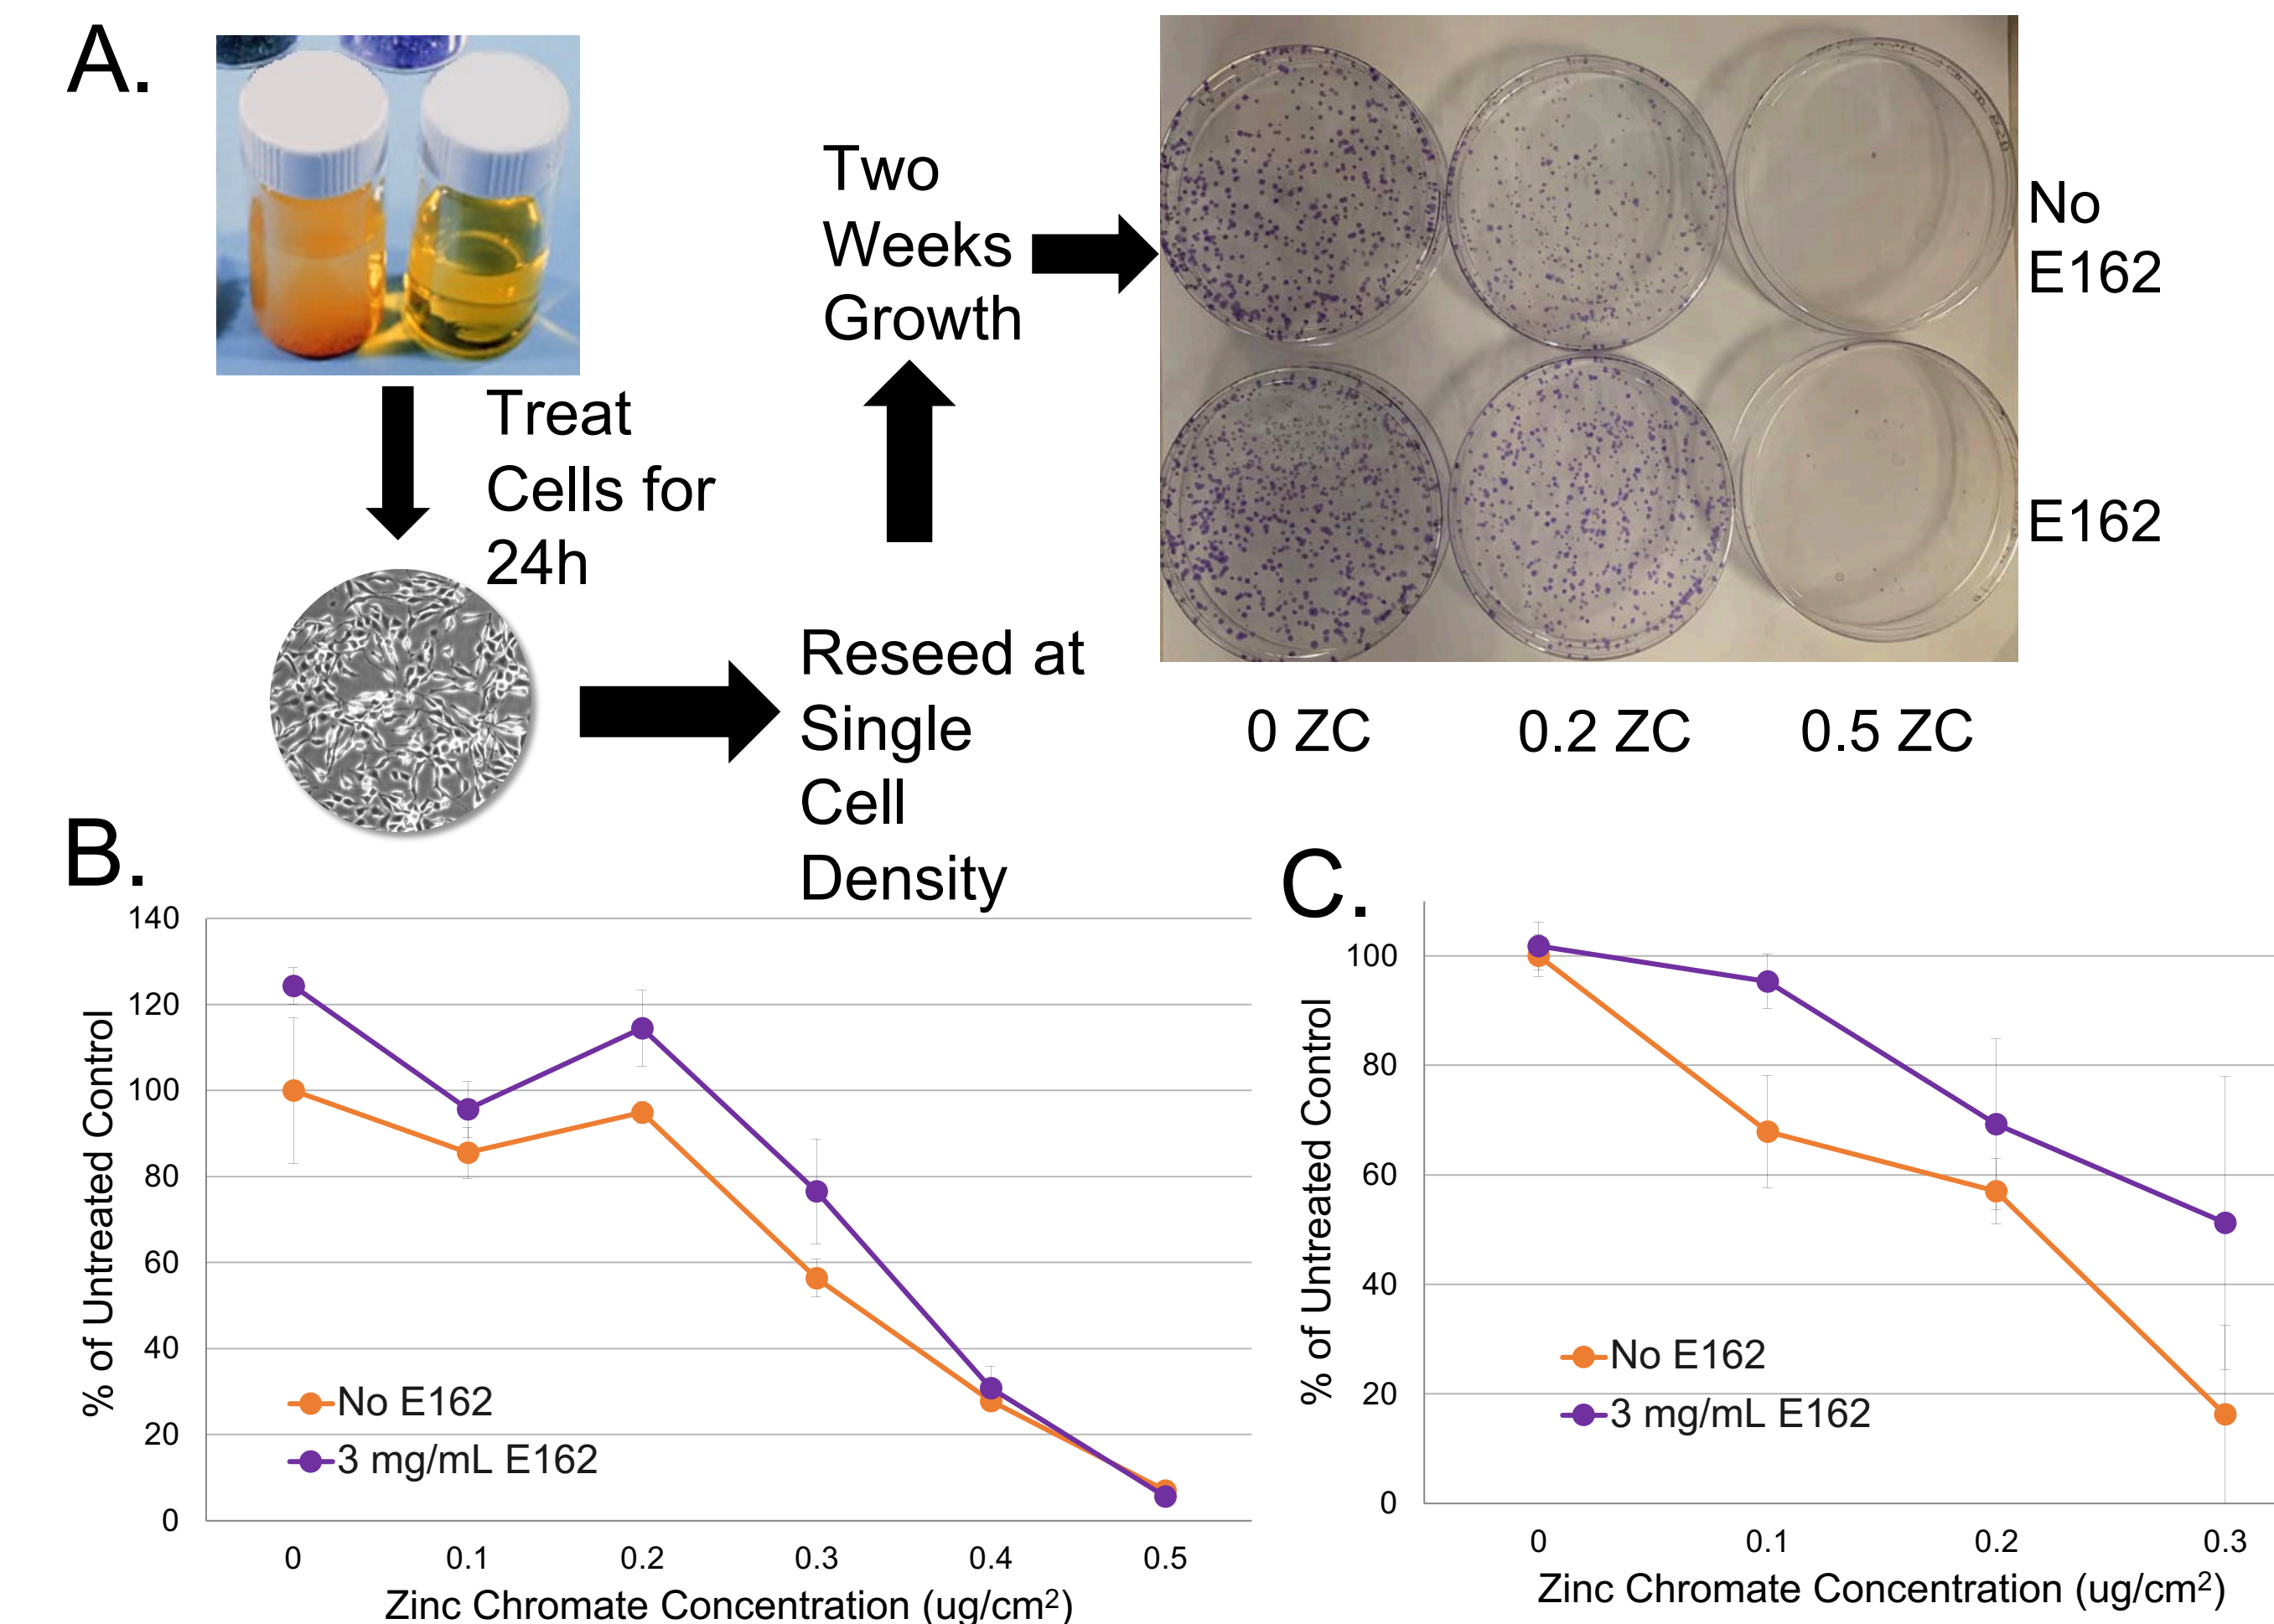 A.
Treat
Cells for
24h
Reseed at
Single
Cell
Density
Two
Weeks
Growth
No
E162
E162
0 ZC
0.2 ZC
0.5 ZC
B.
% of Untreated Control
140
120
100
80
60
40
20
0
No E162
3 mg/mL E162
0 0.1 0.2 0.3 0.4 0.5
Zinc Chromate Concentration (ug/cm²)
C.
% of Untreated Control
100
80
60
40
20
0
No E162
3 mg/mL E162
0 0.1 0.2 0.3
Zinc Chromate Concentration (ug/cm²)